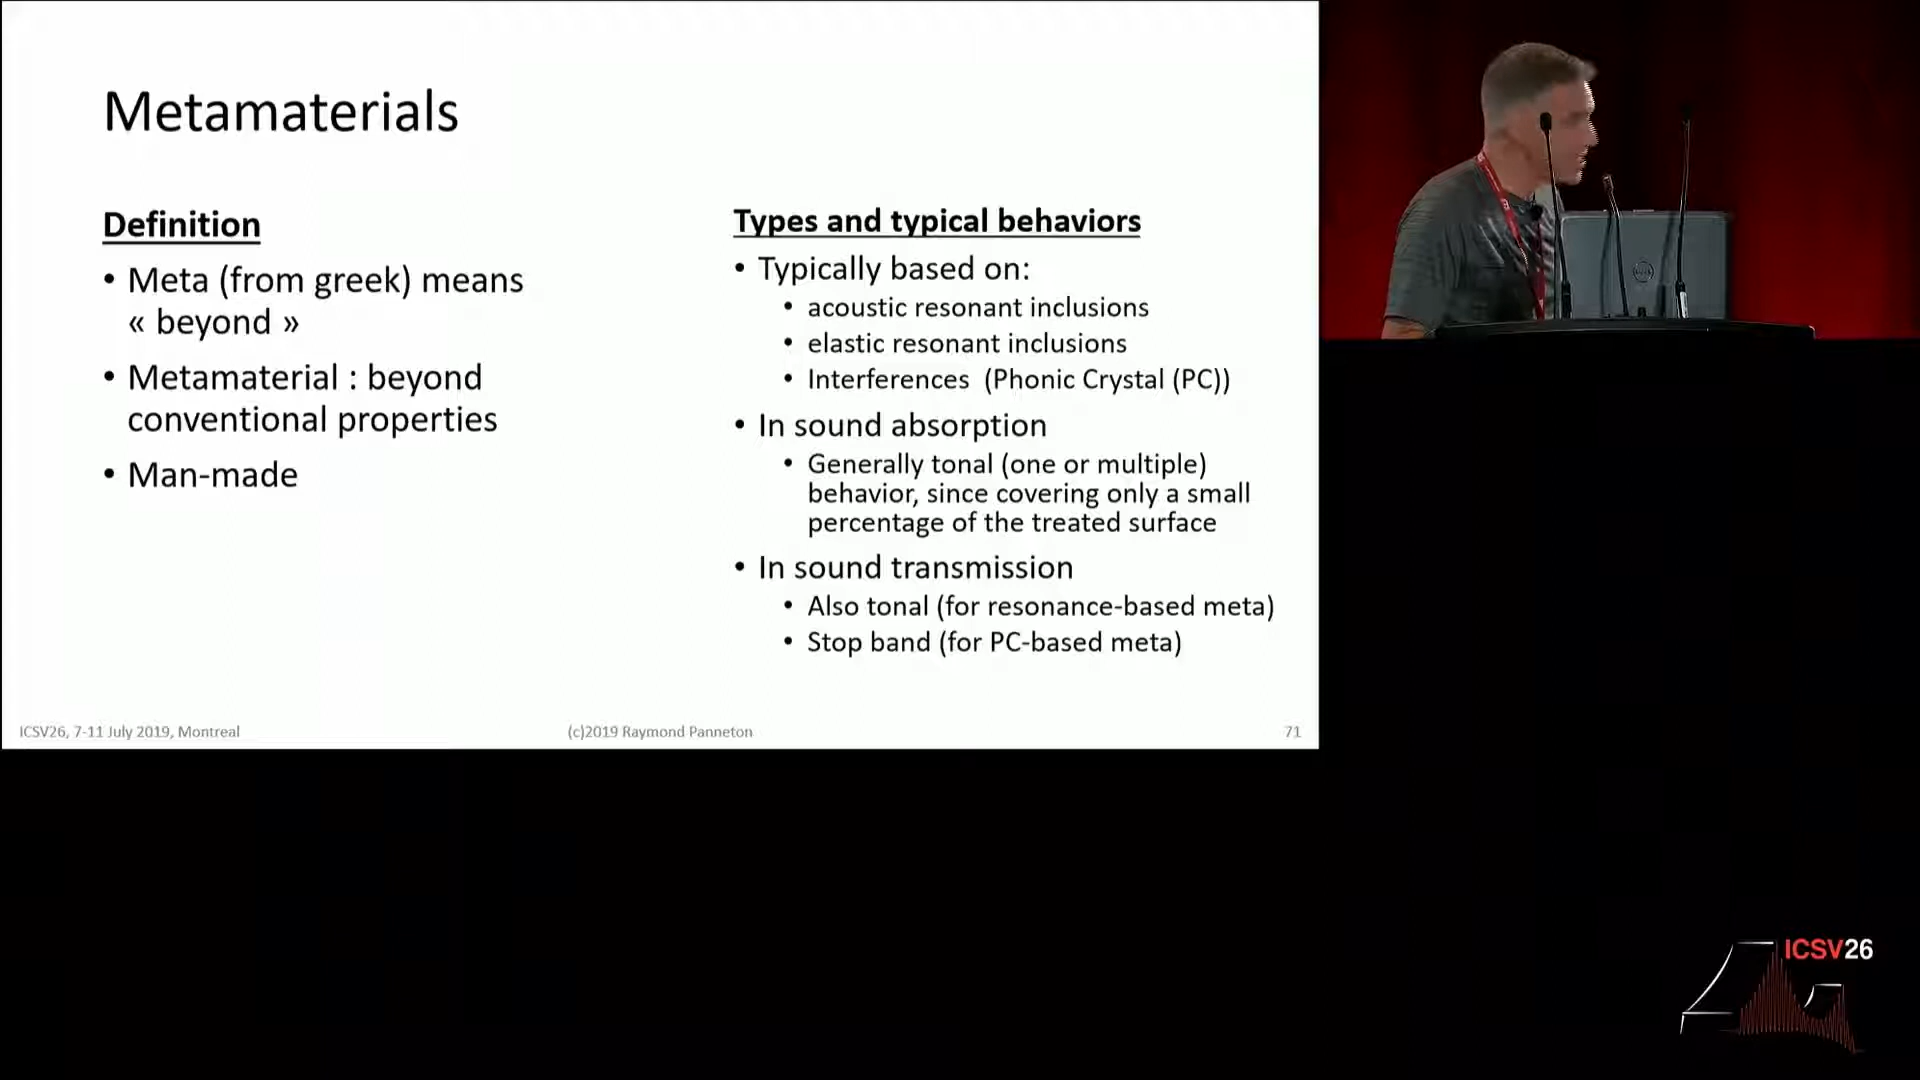 Metamaterials
Definition
• Meta (from greek) means
« beyond »
• Metamaterial : beyond
conventional properties
• Man-made
Types and typical behaviors
• Typically based on:
• acoustic resonant inclusions
• elastic resonant inclusions
• Interferences (Phonic Crystal (PC))
• In sound absorption
• Generally tonal (one or multiple)
behavior, since covering only a small
percentage of the treated surface
• In sound transmission
• Also tonal (for resonance-based meta)
• Stop band (for PC-based meta)
ICSV26, 7-11 July 2019, Montreal
(c)2019 Raymond Panneton
71
ICSV26